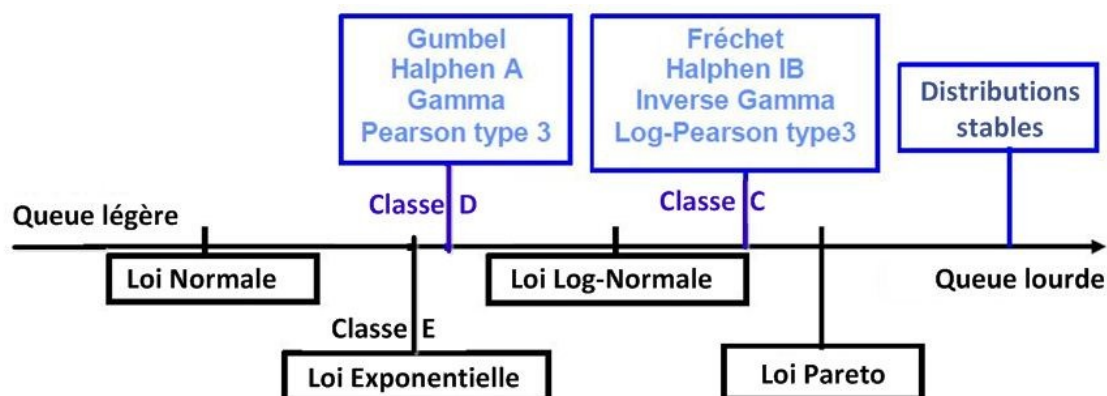 Gumbel
Halphen A
Gamma
Pearson type 3
Fréchet
Halphen IB
Inverse Gamma
Log-Pearson type3
Distributions
stables
Classe D
Classe C
Queue légère
Loi Normale
Loi Log-Normale
Queue lourde
Classe E
Loi Exponentielle
Loi Pareto